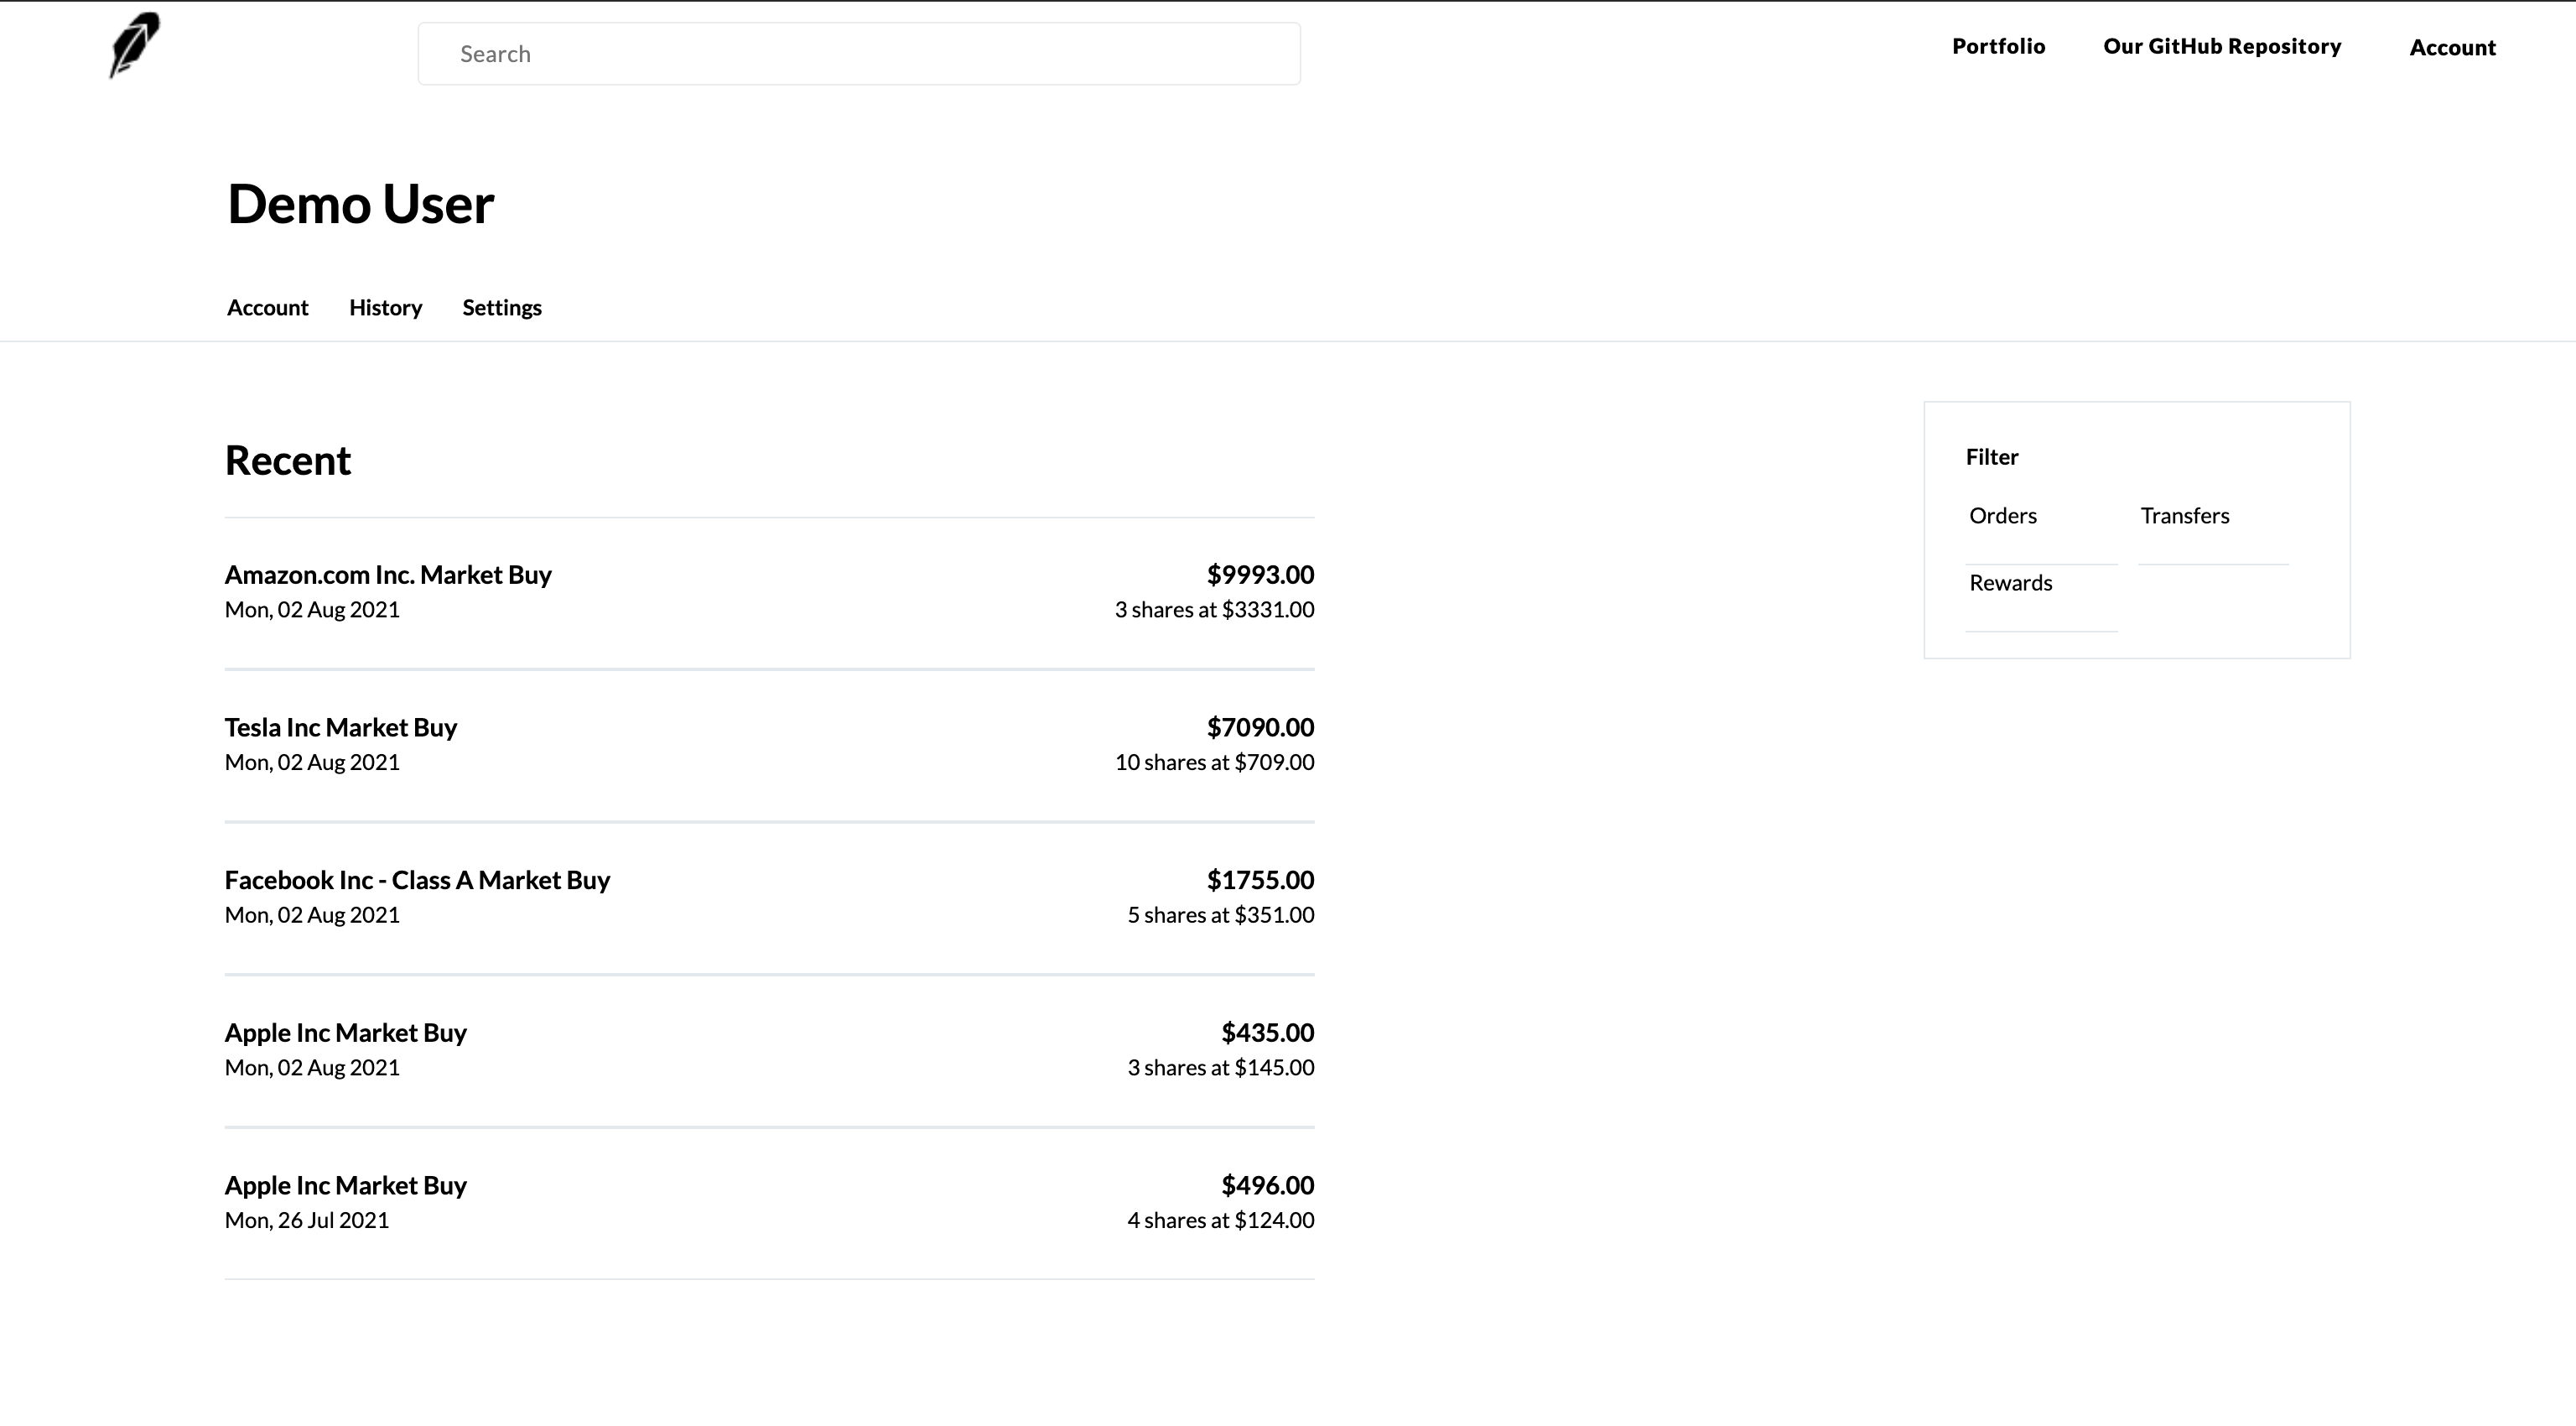 Search
Portfolio
Our GitHub Repository
Account
Demo User
Account
History
Settings
Recent
Amazon.com Inc. Market Buy
$9993.00
Mon, 02 Aug 2021
3 shares at $3331.00
Tesla Inc Market Buy
$7090.00
Mon, 02 Aug 2021
10 shares at $709.00
Facebook Inc - Class A Market Buy
$1755.00
Mon, 02 Aug 2021
5 shares at $351.00
Apple Inc Market Buy
$435.00
Mon, 02 Aug 2021
3 shares at $145.00
Apple Inc Market Buy
$496.00
Mon, 26 Jul 2021
4 shares at $124.00
Filter
Orders
Transfers
Rewards